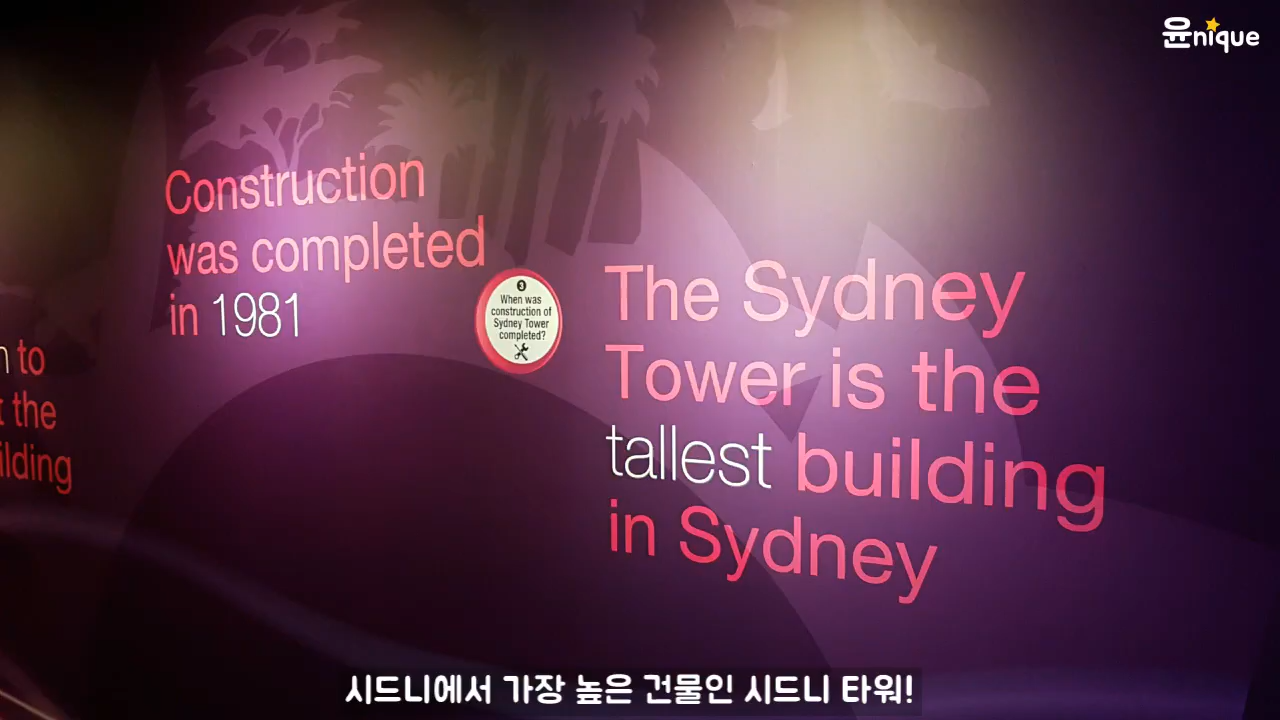 윤nique
Construction
was completed
in 1981
3
When was
construction of
Sydney Tower
completed?
to
the
The Sydney
Tower is the
tallest building
in Sydney
시드니에서 가장 높은 건물인 시드니 타워!